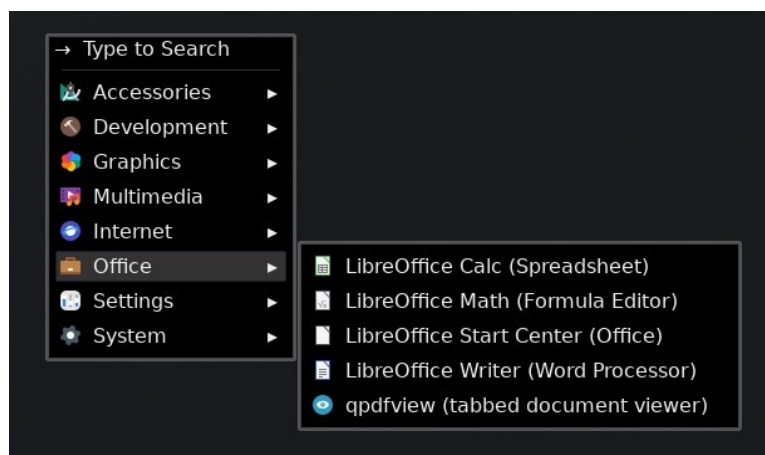 → Type to Search
Accessories ▸
Development ▸
Graphics ▸
Multimedia ▸
Internet ▸
Office ▸
Settings ▸
System ▸
LibreOffice Calc (Spreadsheet)
LibreOffice Math (Formula Editor)
LibreOffice Start Center (Office)
LibreOffice Writer (Word Processor)
qpdfview (tabbed document viewer)